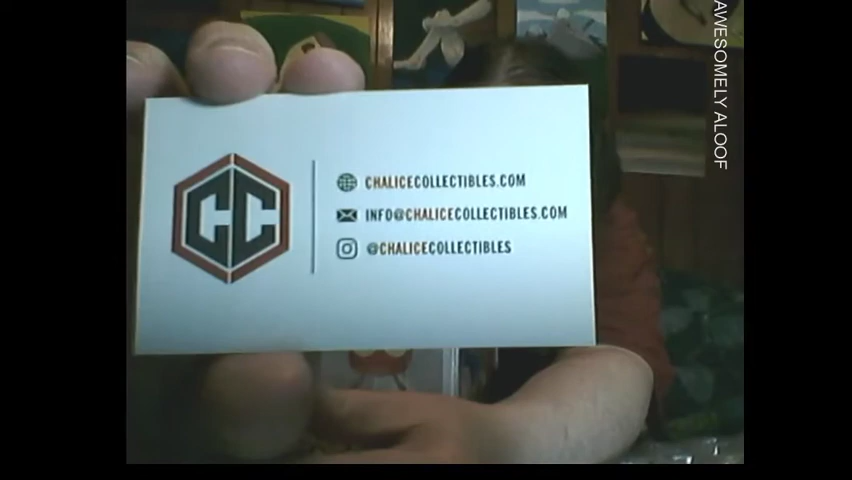 CC
CHALICECOLLECTIBLES.COM
INFO@CHALICECOLLECTIBLES.COM
@CHALICECOLLECTIBLES
AWESOMELY ALOOF